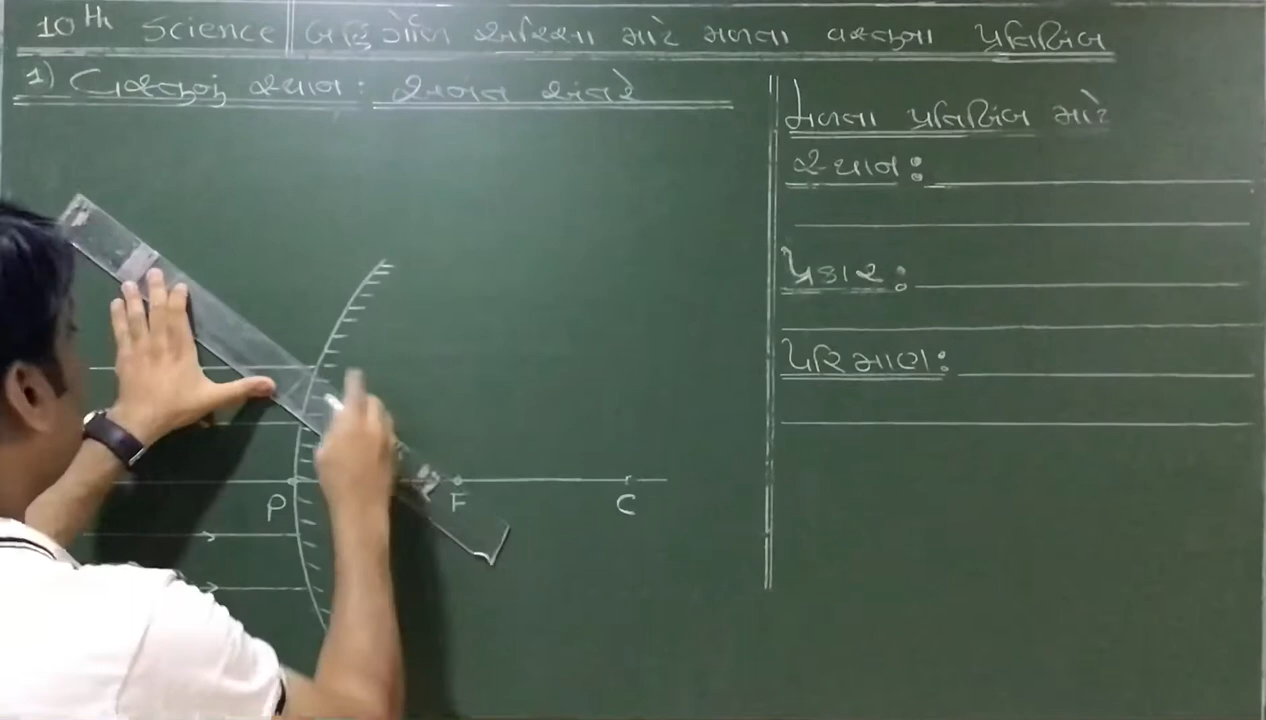 10th Science | બહિર્ગોળ અરિસા માટે મળતા વસ્તુના પ્રતિબિંબ
1) વસ્તુનું સ્થાન : અનંત અંતરે
મળતા પ્રતિબિંબ માટે
સ્થાન :
પ્રકાર :
પરિમાણ :
P
F
C